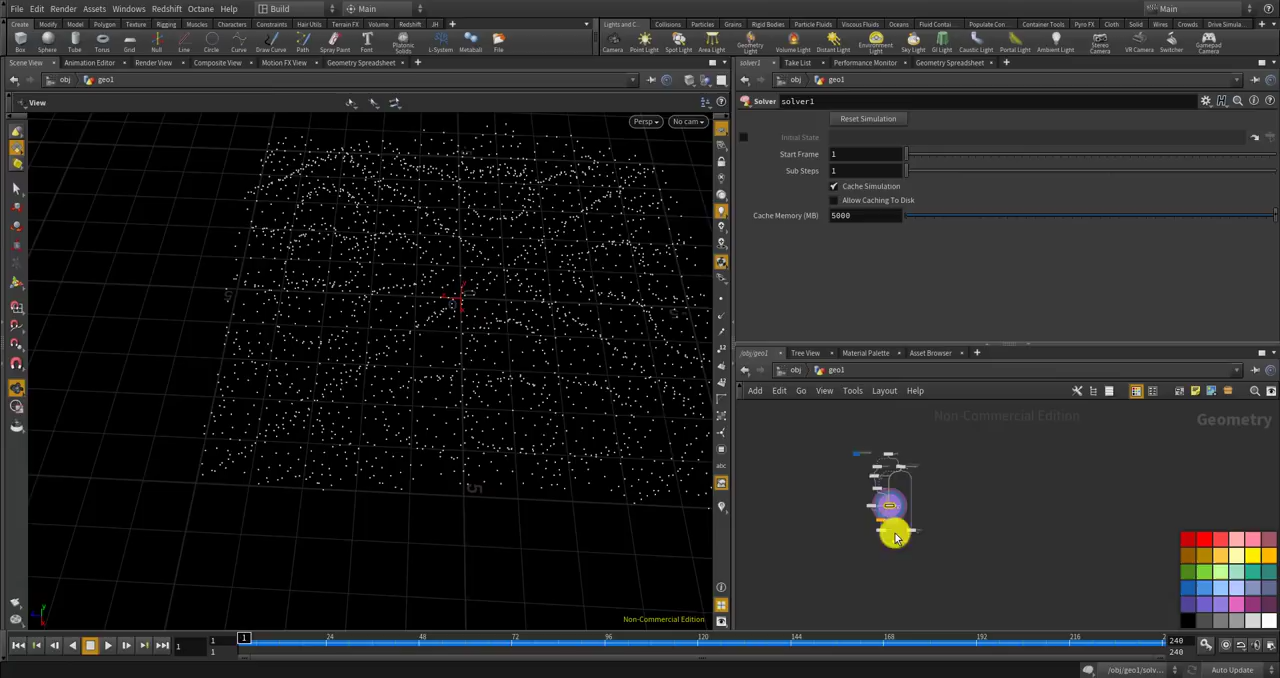 File Edit Render Assets Windows Redshift Octane Help Build Main Main
Create Modify Model Polygon Texture Rigging Muscles Characters Constraints Hair Utils Terrain FX Volume Redshift JH
Lights and C... Collisions Particles Grains Rigid Bodies Particle Fluids Viscous Fluids Oceans Fluid Contai... Populate Con... Container Tools Pyro FX Cloth Solid Wires Crowds Drive Simula...
Box Sphere Tube Torus Grid Null Line Circle Curve Draw Curve Path Spray Paint Font Platonic Solids L-System Metaball File
Camera Point Light Spot Light Area Light Geometry Light Volume Light Distant Light Environment Light Sky Light GI Light Caustic Light Portal Light Ambient Light Stereo Camera VR Camera Switcher Gamepad Camera
Scene View Animation Editor Render View Composite View Motion FX View Geometry Spreadsheet
solver1 Take List Performance Monitor Geometry Spreadsheet
obj geo1
obj geo1
View
Persp No cam
Solver solver1
Reset Simulation
Initial State
Start Frame 1
Sub Steps 1
Cache Simulation
Allow Caching To Disk
Cache Memory (MB) 5000
/obj/geo1 Tree View Material Palette Asset Browser
obj geo1
Add Edit Go View Tools Layout Help
Non-Commercial Edition
Geometry
5
abc
12
Non-Commercial Edition
1 1 1 1 24 48 72 96 120 144 168 192 216 2 240 240
/obj/geo1/solv... Auto Update